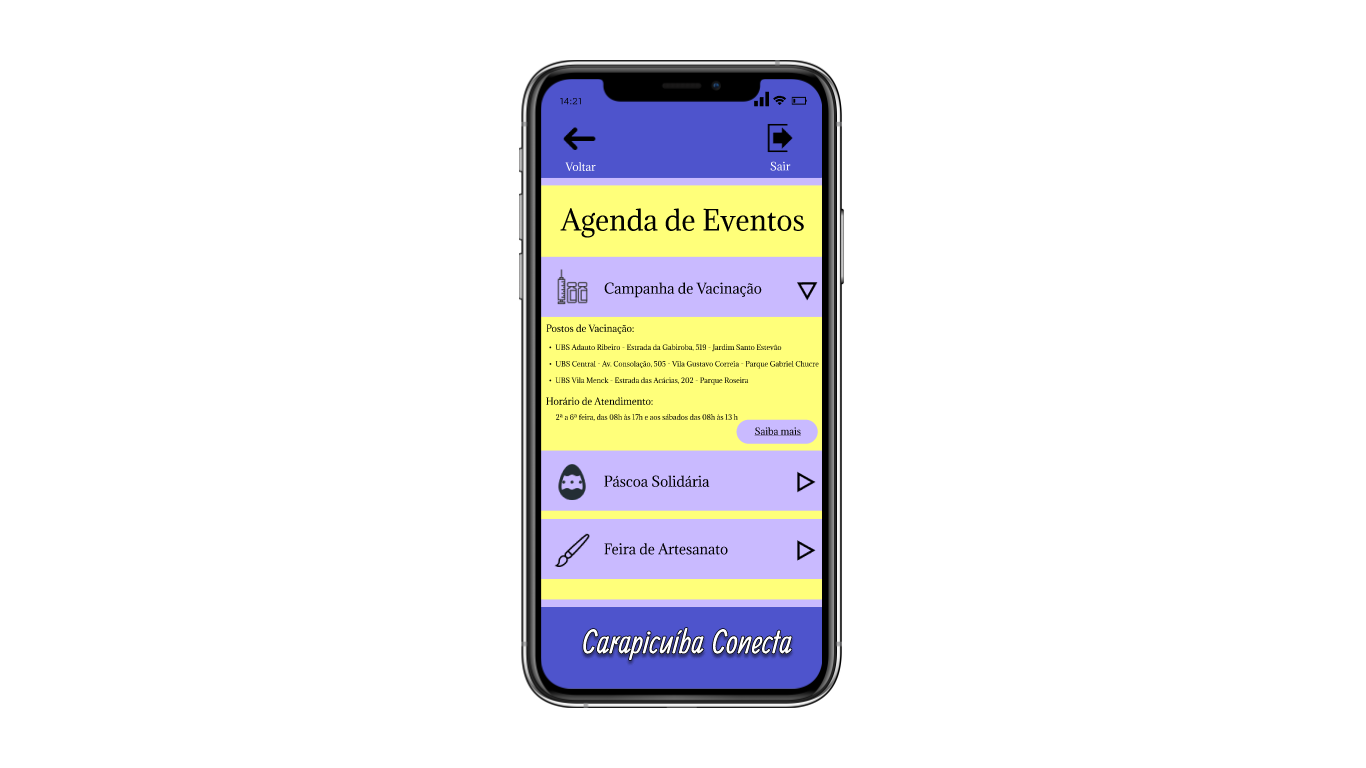 14:21
Voltar
Sair
Agenda de Eventos
Campanha de Vacinação
Postos de Vacinação:
• UBS Adauto Ribeiro - Estrada da Gabiroba, 519 - Jardim Santo Estevão
• UBS Central - Av. Consolação, 505 - Vila Gustavo Correia - Parque Gabriel Chucre
• UBS Vila Menck - Estrada das Acácias, 202 - Parque Roseira
Horário de Atendimento:
2ª a 6ª feira, das 08h às 17h e aos sábados das 08h às 13 h
Saiba mais
Páscoa Solidária
Feira de Artesanato
Carapicuíba Conecta